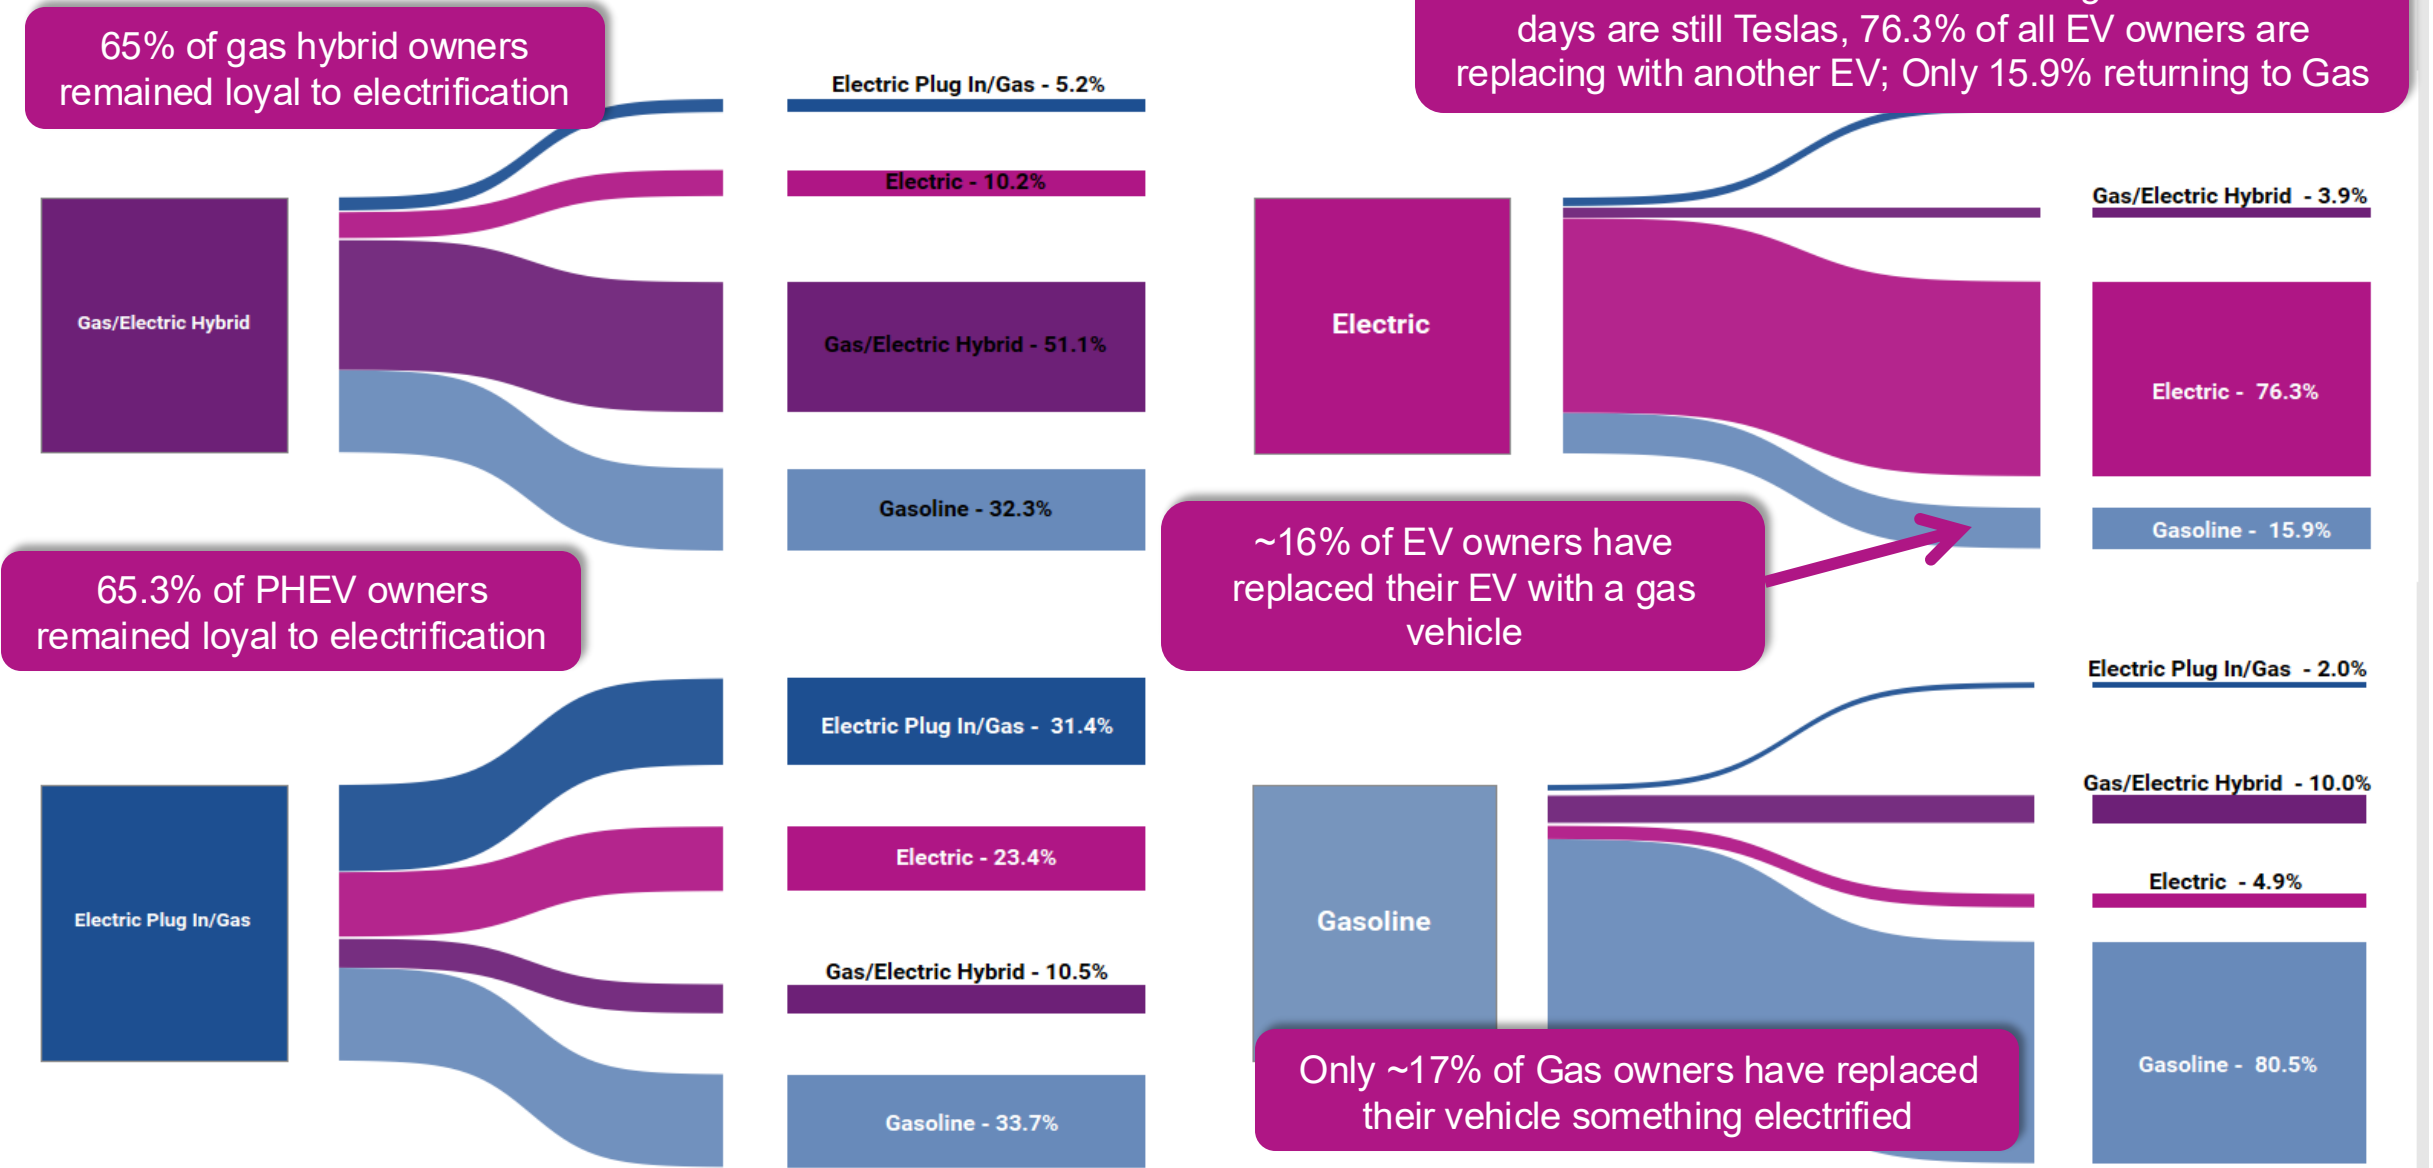 65% of gas hybrid owners
remained loyal to electrification
Electric Plug In/Gas - 5.2%
Electric - 10.2%
Gas/Electric Hybrid
Gas/Electric Hybrid - 51.1%
Gasoline - 32.3%
days are still Teslas, 76.3% of all EV owners are
replacing with another EV; Only 15.9% returning to Gas
Gas/Electric Hybrid - 3.9%
Electric
Electric - 76.3%
Gasoline - 15.9%
~16% of EV owners have
replaced their EV with a gas
vehicle
65.3% of PHEV owners
remained loyal to electrification
Electric Plug In/Gas - 31.4%
Electric - 23.4%
Electric Plug In/Gas
Gas/Electric Hybrid - 10.5%
Gasoline - 33.7%
Electric Plug In/Gas - 2.0%
Gas/Electric Hybrid - 10.0%
Electric - 4.9%
Gasoline
Gasoline - 80.5%
Only ~17% of Gas owners have replaced
their vehicle something electrified